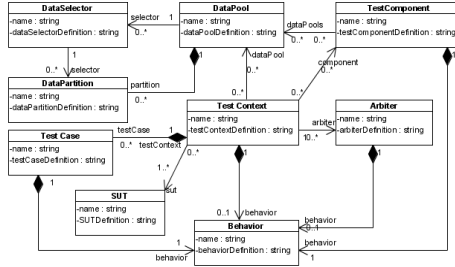 DataSelector
-name : string
-dataSelectorDefinition : string
selector
1
0..*
DataPool
-name : string
-dataPoolDefinition : string
dataPools
0..*
0..*
TestComponent
-name : string
-testComponentDefinition : string
1
0..*
selector
1
0..*
dataPool
component
0..*
1
DataPartition
-name : string
-dataPartitionDefinition : string
partition
0..*
0..*
0..*
Test Case
-name : string
-testCaseDefinition : string
testCase
1
0..*
testContext
Test Context
-name : string
-testContextDefinition : string
arbiter
0..*
Arbiter
-name : string
-arbiterDefinition : string
1
0..*
1..*
sut
1
1
SUT
-name : string
-SUTDefinition : string
0..1
behavior
Behavior
-name : string
-behaviorDefinition : string
behavior
0..1
behavior
1
1
behavior